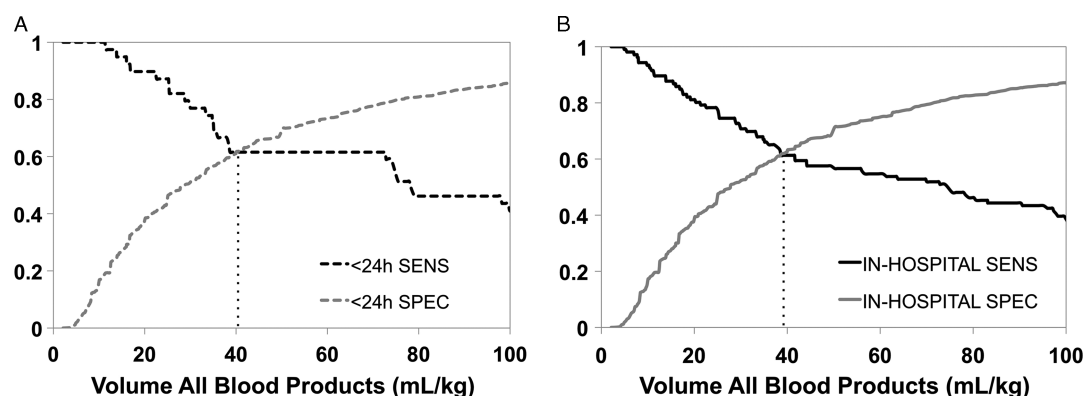 A
1
0.8
0.6
0.4
0.2
0
<24h SENS
<24h SPEC
0 20 40 60 80 100
Volume All Blood Products (mL/kg)
B
1
0.8
0.6
0.4
0.2
0
IN-HOSPITAL SENS
IN-HOSPITAL SPEC
0 20 40 60 80 100
Volume All Blood Products (mL/kg)